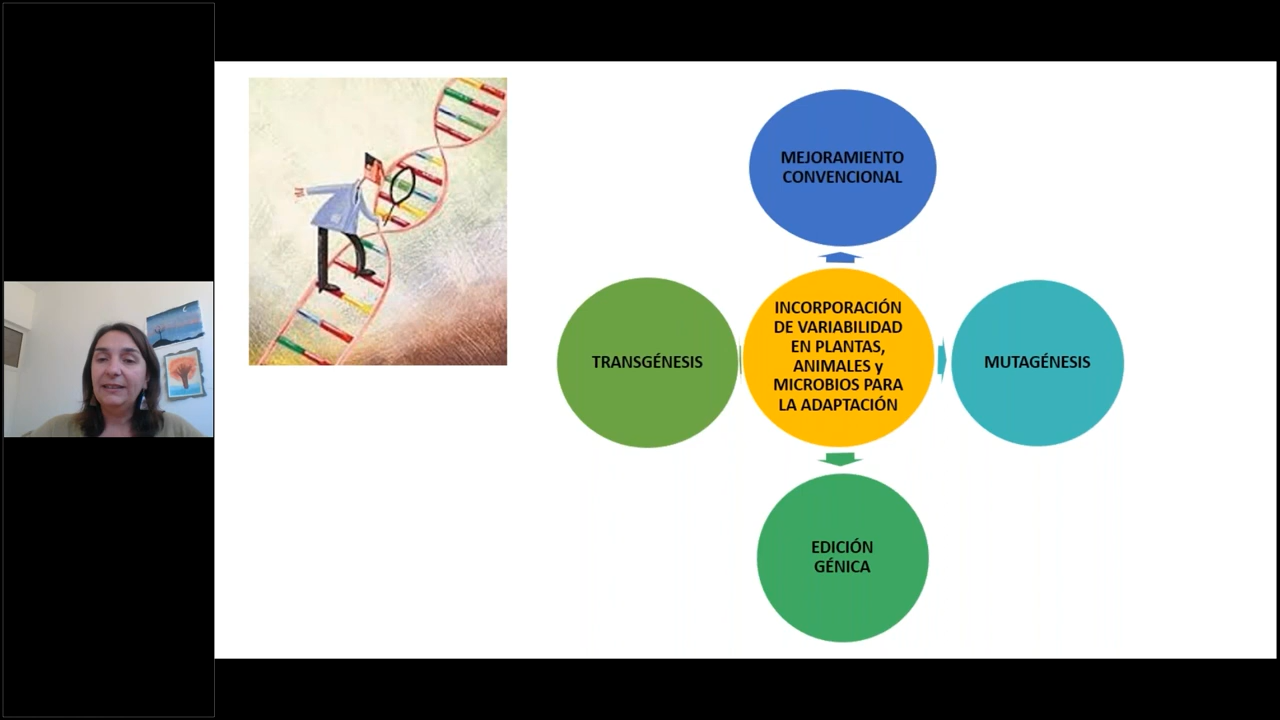 MEJORAMIENTO
CONVENCIONAL
TRANSGÉNESIS
INCORPORACIÓN
DE VARIABILIDAD
EN PLANTAS,
ANIMALES y
MICROBIOS PARA
LA ADAPTACIÓN
MUTAGÉNESIS
EDICIÓN
GÉNICA